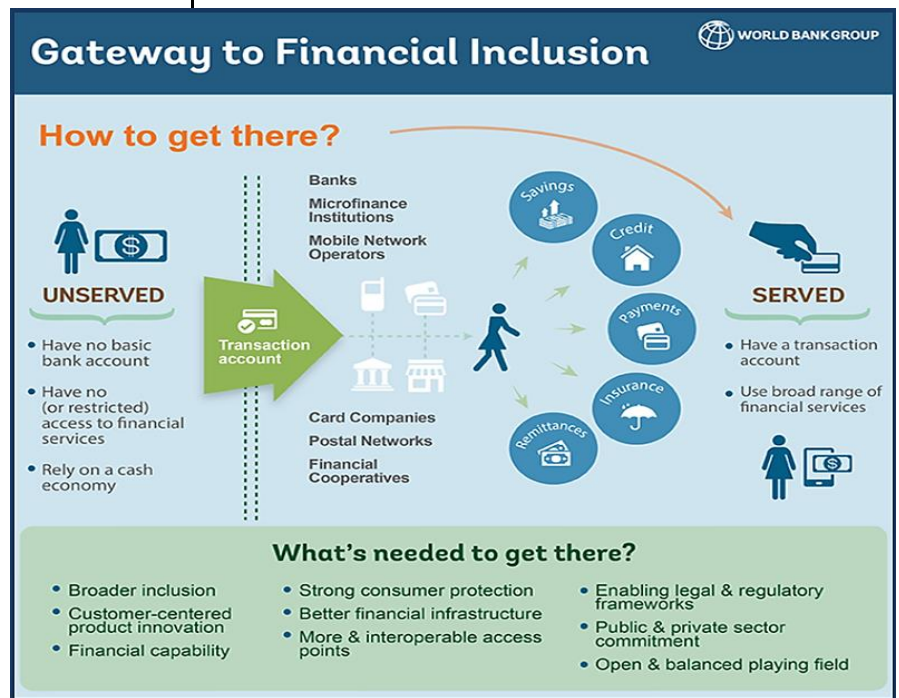 Gateway to Financial Inclusion
WORLD BANK GROUP
How to get there?
UNSERVED
• Have no basic
bank account
• Have no
(or restricted)
access to financial
services
• Rely on a cash
economy
Transaction
account
Banks
Microfinance
Institutions
Mobile Network
Operators
Card Companies
Postal Networks
Financial
Cooperatives
Savings
Credit
Payments
Insurance
Remittances
SERVED
• Have a transaction
account
• Use broad range of
financial services
What's needed to get there?
• Broader inclusion
• Customer-centered
product innovation
• Financial capability
• Strong consumer protection
• Better financial infrastructure
• More & interoperable access
points
• Enabling legal & regulatory
frameworks
• Public & private sector
commitment
• Open & balanced playing field